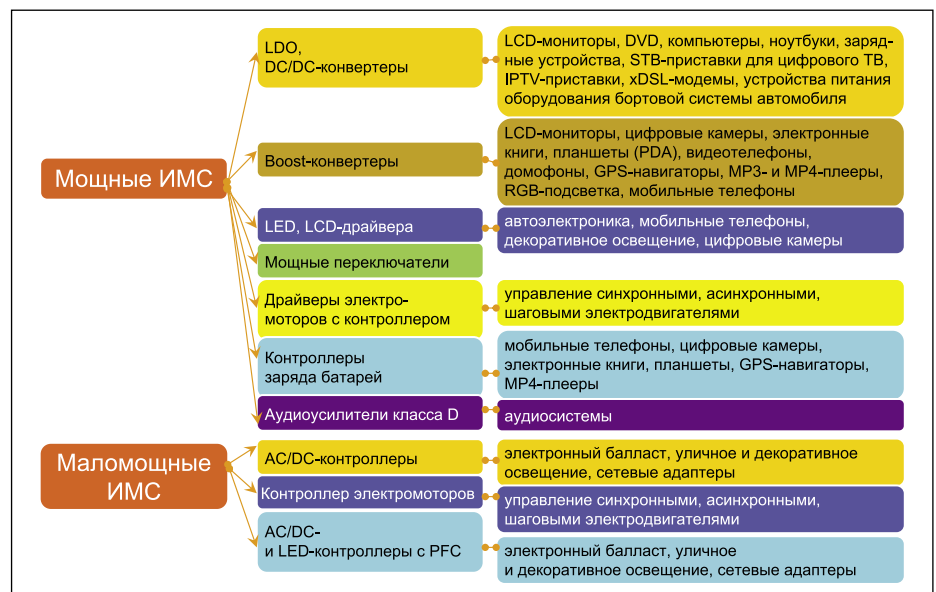 Мощные ИМС
LDO,
DC/DC-конвертеры
LCD-мониторы, DVD, компьютеры, ноутбуки, заряд-
ные устройства, STB-приставки для цифрового ТВ,
IPTV-приставки, xDSL-модемы, устройства питания
оборудования бортовой системы автомобиля
Boost-конвертеры
LCD-мониторы, цифровые камеры, электронные
книги, планшеты (PDA), видеотелефоны,
домофоны, GPS-навигаторы, MP3- и MP4-плееры,
RGB-подсветка, мобильные телефоны
LED, LCD-драйвера
автоэлектроника, мобильные телефоны,
декоративное освещение, цифровые камеры
Мощные переключатели
Драйверы электро-
моторов с контроллером
управление синхронными, асинхронными,
шаговыми электродвигателями
Контроллеры
заряда батарей
мобильные телефоны, цифровые камеры,
электронные книги, планшеты, GPS-навигаторы,
MP4-плееры
Аудиоусилители класса D
аудиосистемы
Маломощные
ИМС
AC/DC-контроллеры
электронный балласт, уличное и декоративное
освещение, сетевые адаптеры
Контроллер электромоторов
управление синхронными, асинхронными,
шаговыми электродвигателями
AC/DC-
и LED-контроллеры с PFC
электронный балласт, уличное
и декоративное освещение, сетевые адаптеры